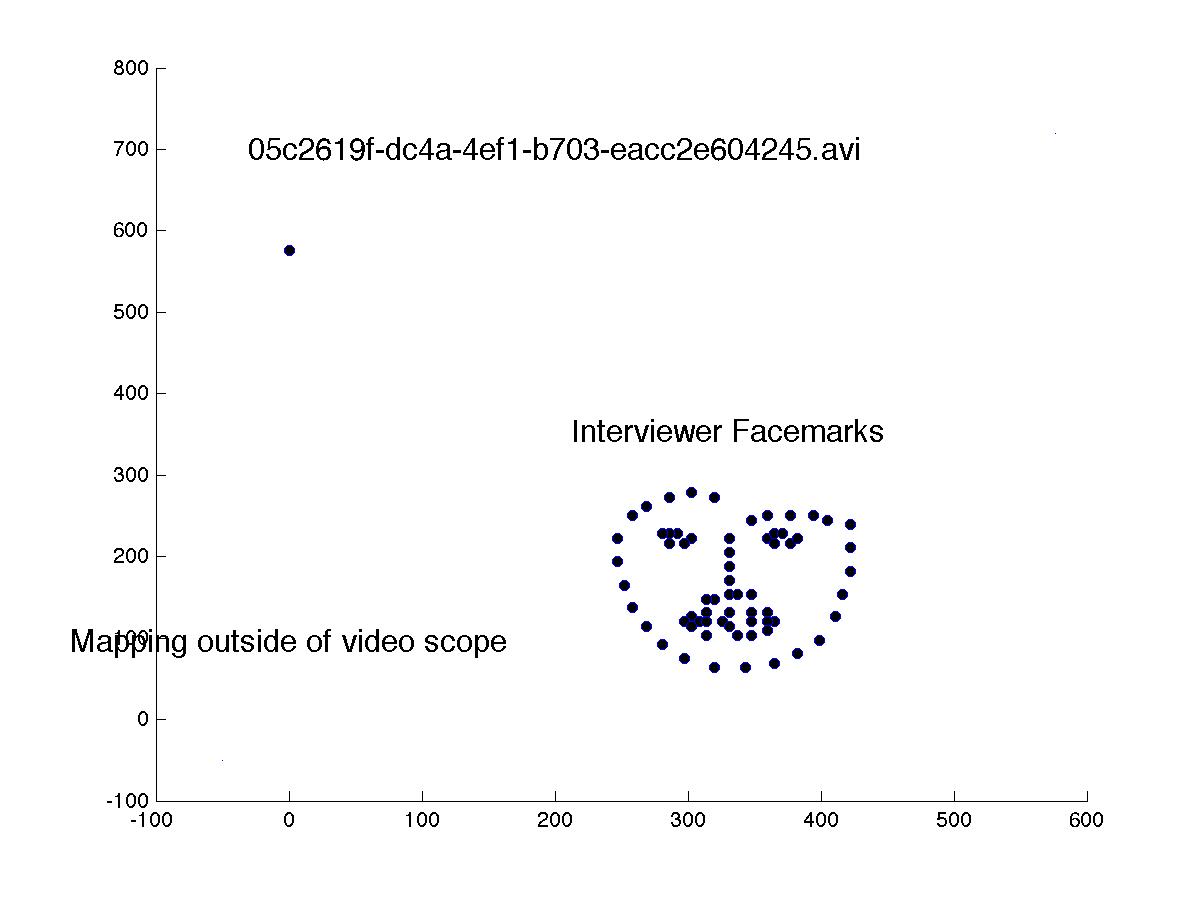 800
700
05c2619f-dc4a-4ef1-b703-eacc2e604245.avi
600
500
400
Interviewer Facemarks
300
200
100
Mapping outside of video scope
0
-100
-100 0 100 200 300 400 500 600